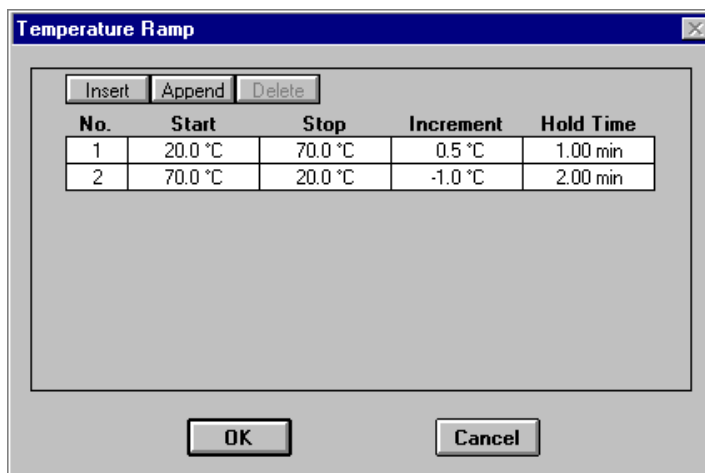 Temperature Ramp
Insert Append Delete
No. Start Stop Increment Hold Time
1 20.0 °C 70.0 °C 0.5 °C 1.00 min
2 70.0 °C 20.0 °C -1.0 °C 2.00 min
OK Cancel